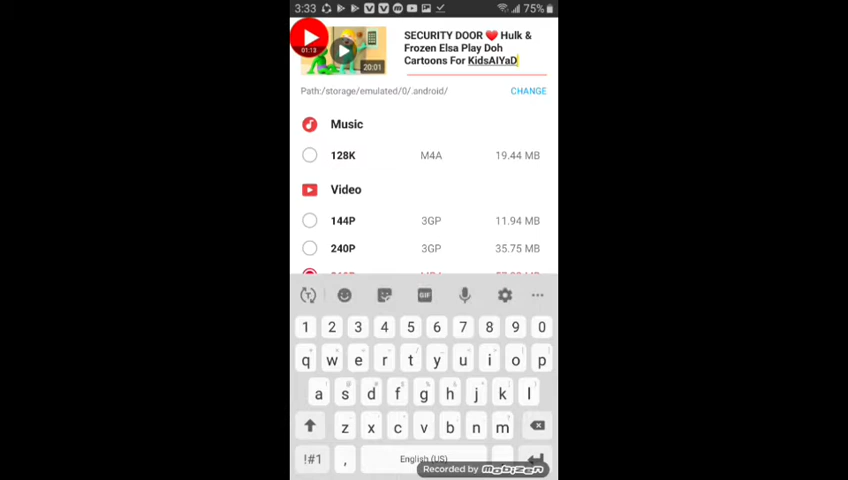 3:33
75%
01:13
20:01
SECURITY DOOR ❤ Hulk &
Frozen Elsa Play Doh
Cartoons For KidsAIYaD
Path:/storage/emulated/0/.android/
CHANGE
Music
128K M4A 19.44 MB
Video
144P 3GP 11.94 MB
240P 3GP 35.75 MB
GIF
1 2 3 4 5 6 7 8 9 0
q w e r t y u i o p
a s d f g h j k l
z x c v b n m
!#1 , English (US)
Recorded by MOBIZEN